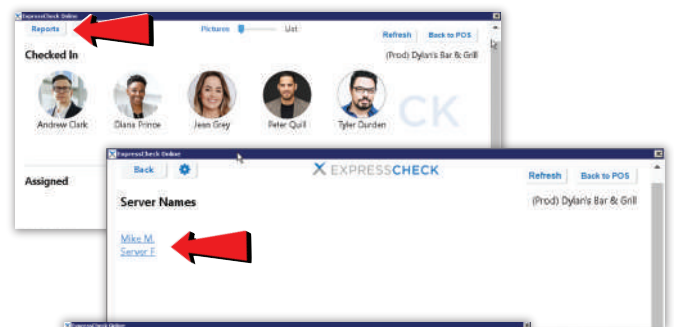 ExpressCheck Online
Reports
Pictures
List
Refresh
Back to POS
Checked In
(Prod) Dylan's Bar & Grill
Andrew Clark
Diana Prince
Jean Grey
Peter Quill
Tyler Durden
CK
Assigned
ExpressCheck Online
Back
EXPRESSCHECK
Refresh
Back to POS
Server Names
(Prod) Dylan's Bar & Grill
Mike M.
Server F
ExpressCheck Online